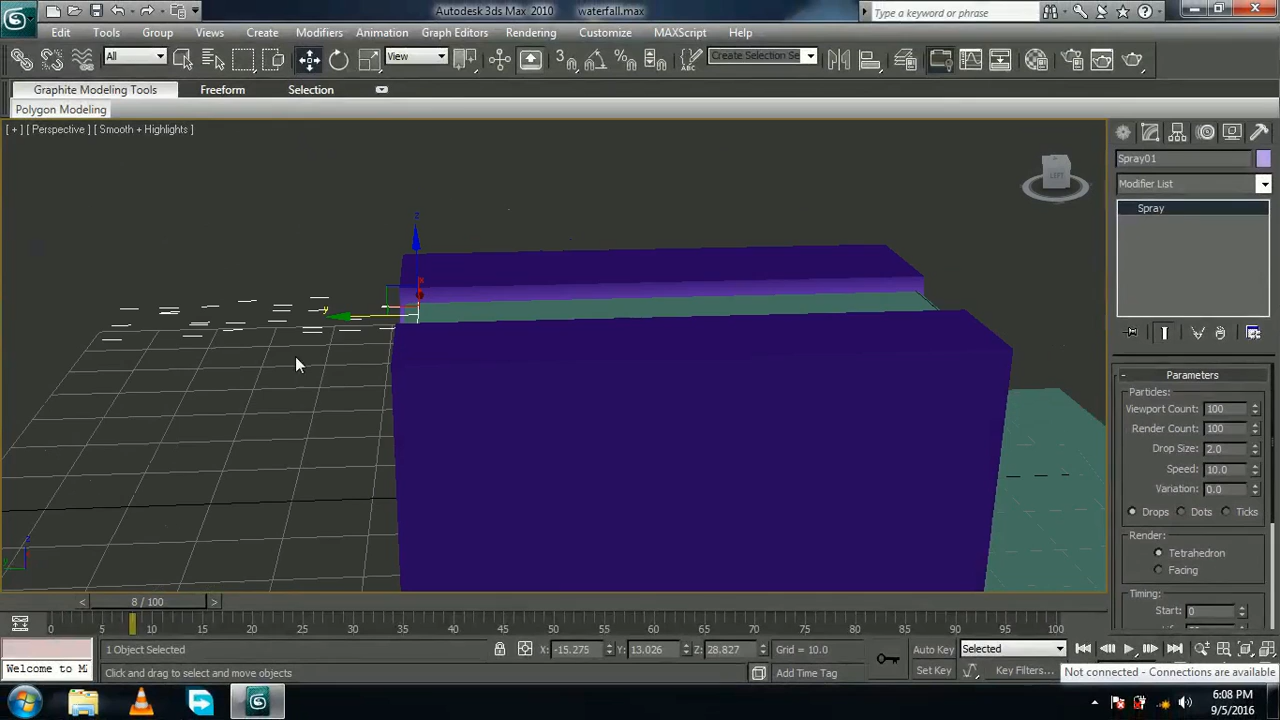 Autodesk 3ds Max 2010 waterfall.max
Type a keyword or phrase
Edit Tools Group Views Create Modifiers Animation Graph Editors Rendering Customize MAXScript Help
All View Create Selection Se
Graphite Modeling Tools Freeform Selection
Polygon Modeling
[ + ] [ Perspective ] [ Smooth + Highlights ]
LEFT
Spray01
Modifier List
Spray
Parameters
Particles:
Viewport Count: 100
Render Count: 100
Drop Size: 2.0
Speed: 10.0
Variation: 0.0
Drops Dots Ticks
Render:
Tetrahedron
Facing
Timing:
Start: 0
z
y
8 / 100
0 5 10 15 20 25 30 35 40 45 50 55 60 65 70 75 80 85 90 95 100
1 Object Selected X: -15.275 Y: 13.026 Z: 28.827 Grid = 10.0 Auto Key Selected
Welcome to M Click and drag to select and move objects Add Time Tag Set Key Key Filters...
Not connected - Connections are available
6:08 PM
9/5/2016